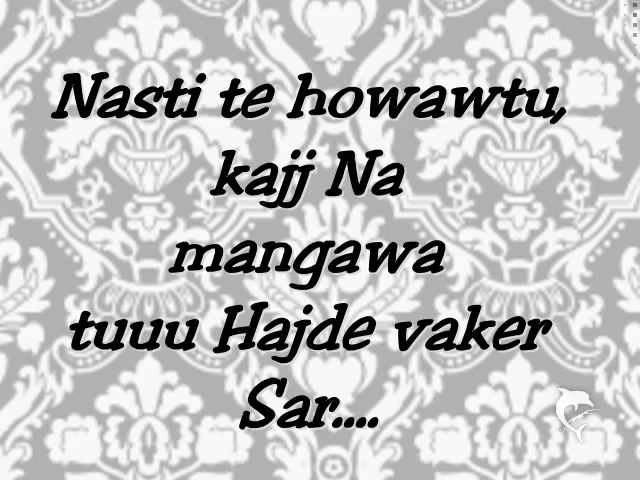 Nasti te howawtu,
kajj Na
mangawa
tuuu Hajde vaker
Sar....